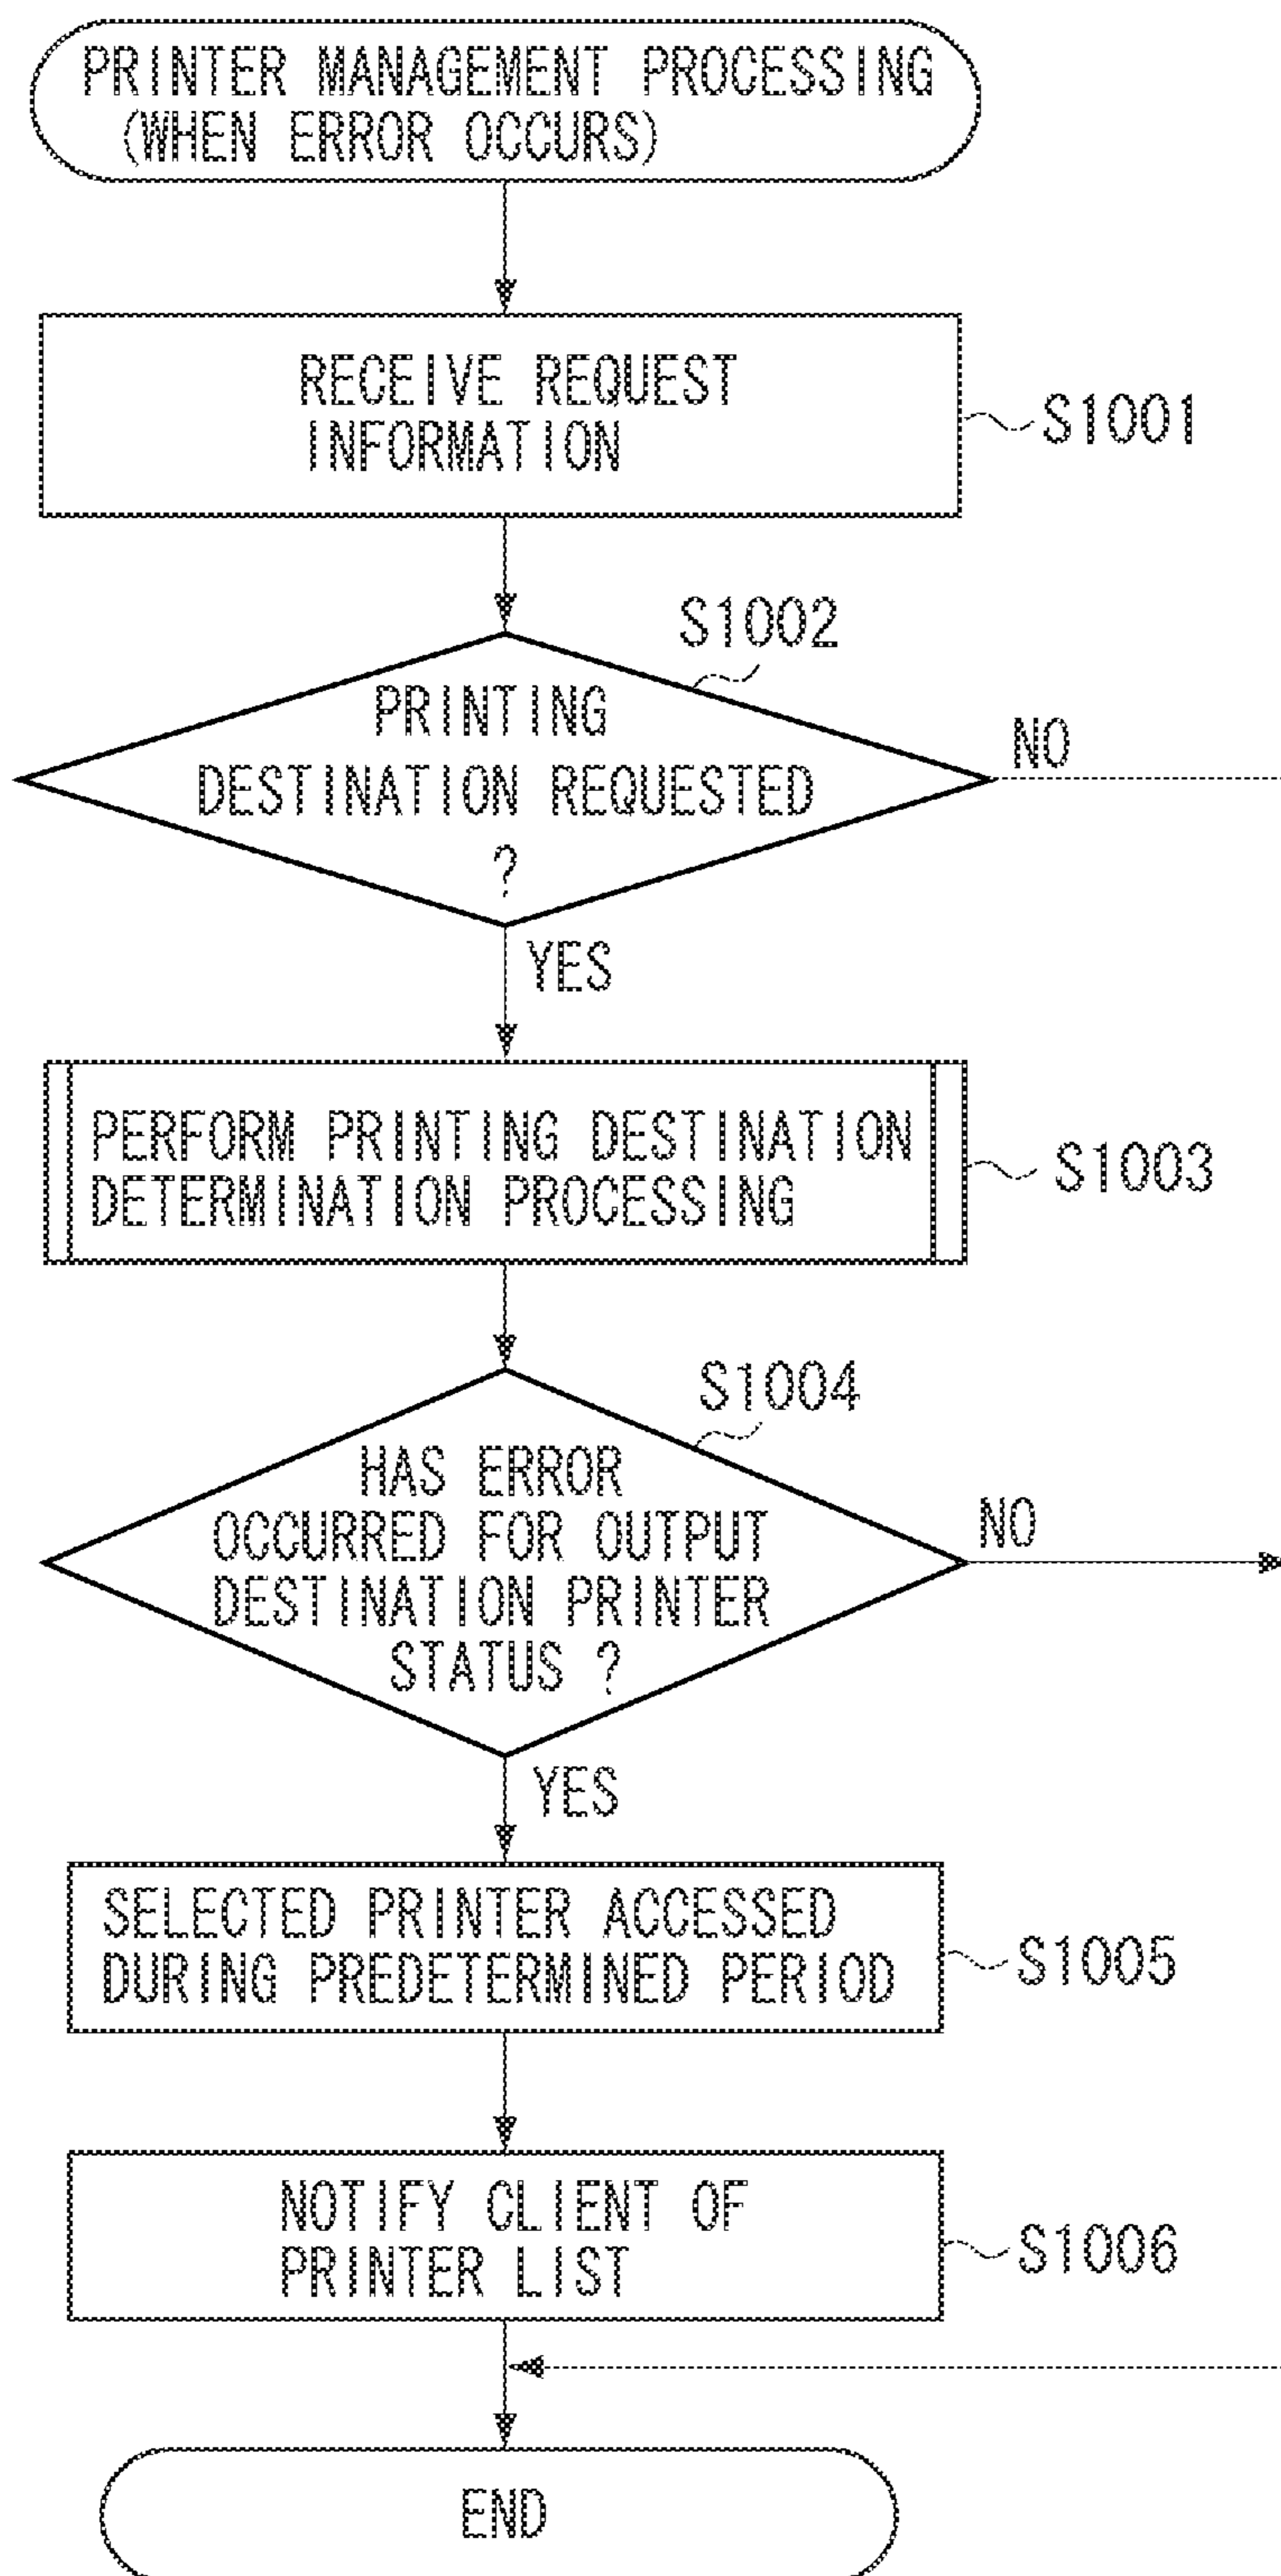 PRINTER MANAGEMENT PROCESSING
(WHEN ERROR OCCURS)
RECEIVE REQUEST
INFORMATION
S1001
S1002
PRINTING
DESTINATION REQUESTED
?
NO
YES
PERFORM PRINTING DESTINATION
DETERMINATION PROCESSING
S1003
S1004
HAS ERROR
OCCURRED FOR OUTPUT
DESTINATION PRINTER
STATUS ?
NO
YES
SELECTED PRINTER ACCESSED
DURING PREDETERMINED PERIOD
S1005
NOTIFY CLIENT OF
PRINTER LIST
S1006
END